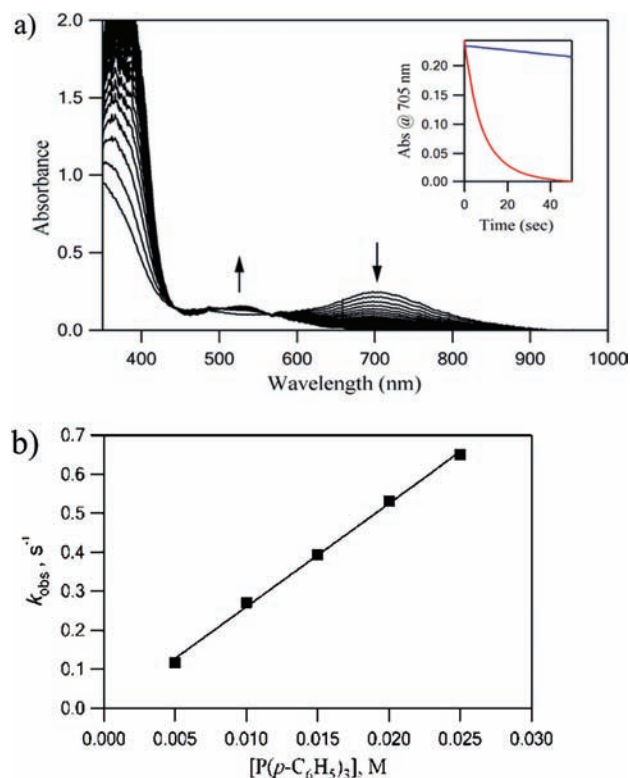 a)
2.0
1.5
1.0
0.5
0.0
Absorbance
400 500 600 700 800 900 1000
Wavelength (nm)
0.20
0.15
0.10
0.05
0.00
Abs @ 705 nm
0 20 40
Time (sec)
b)
0.7
0.6
0.5
0.4
0.3
0.2
0.1
0.0
k_obs , s⁻¹
0.000 0.005 0.010 0.015 0.020 0.025 0.030
[P(p-C₆H₅)₃], M